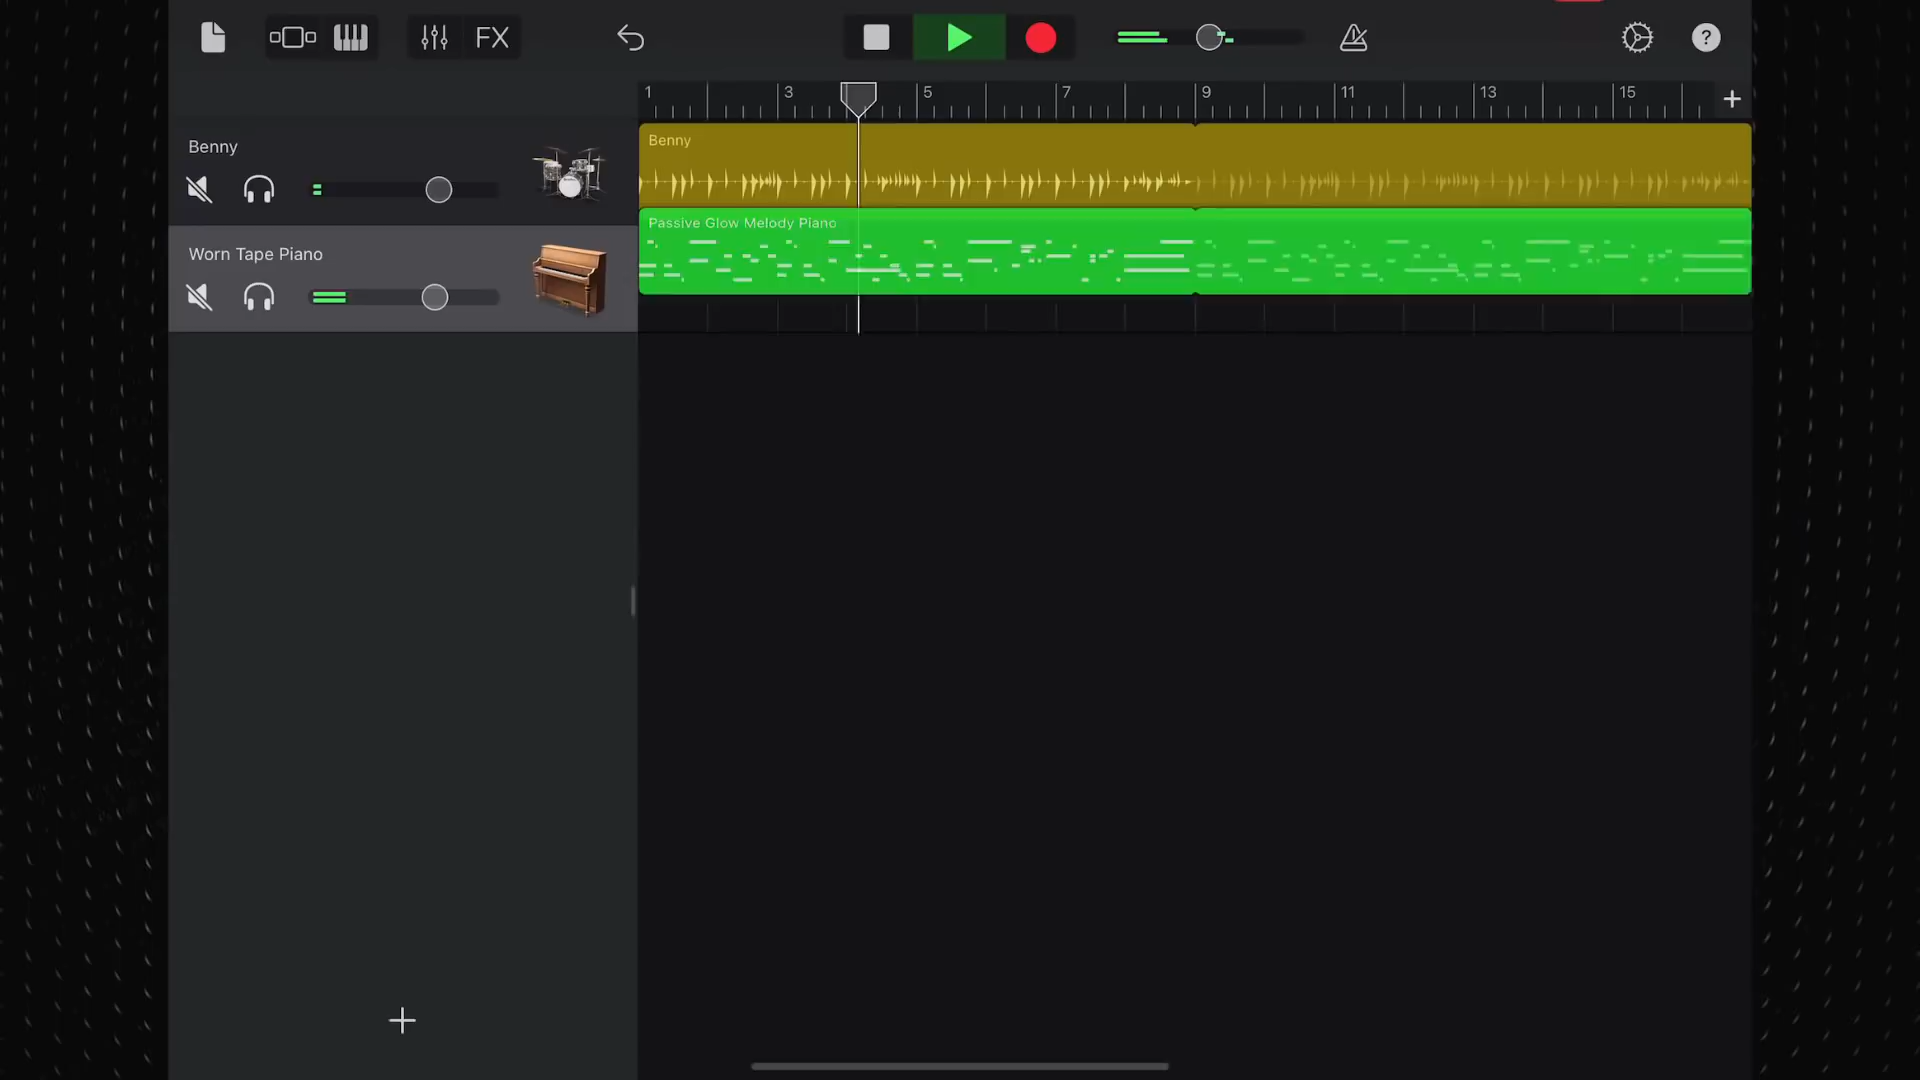 FX
?
1 3 5 7 9 11 13 15 +
Benny
Benny
Passive Glow Melody Piano
Worn Tape Piano
+